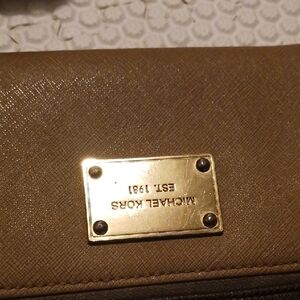 MICHAEL KORS
EST. 1981